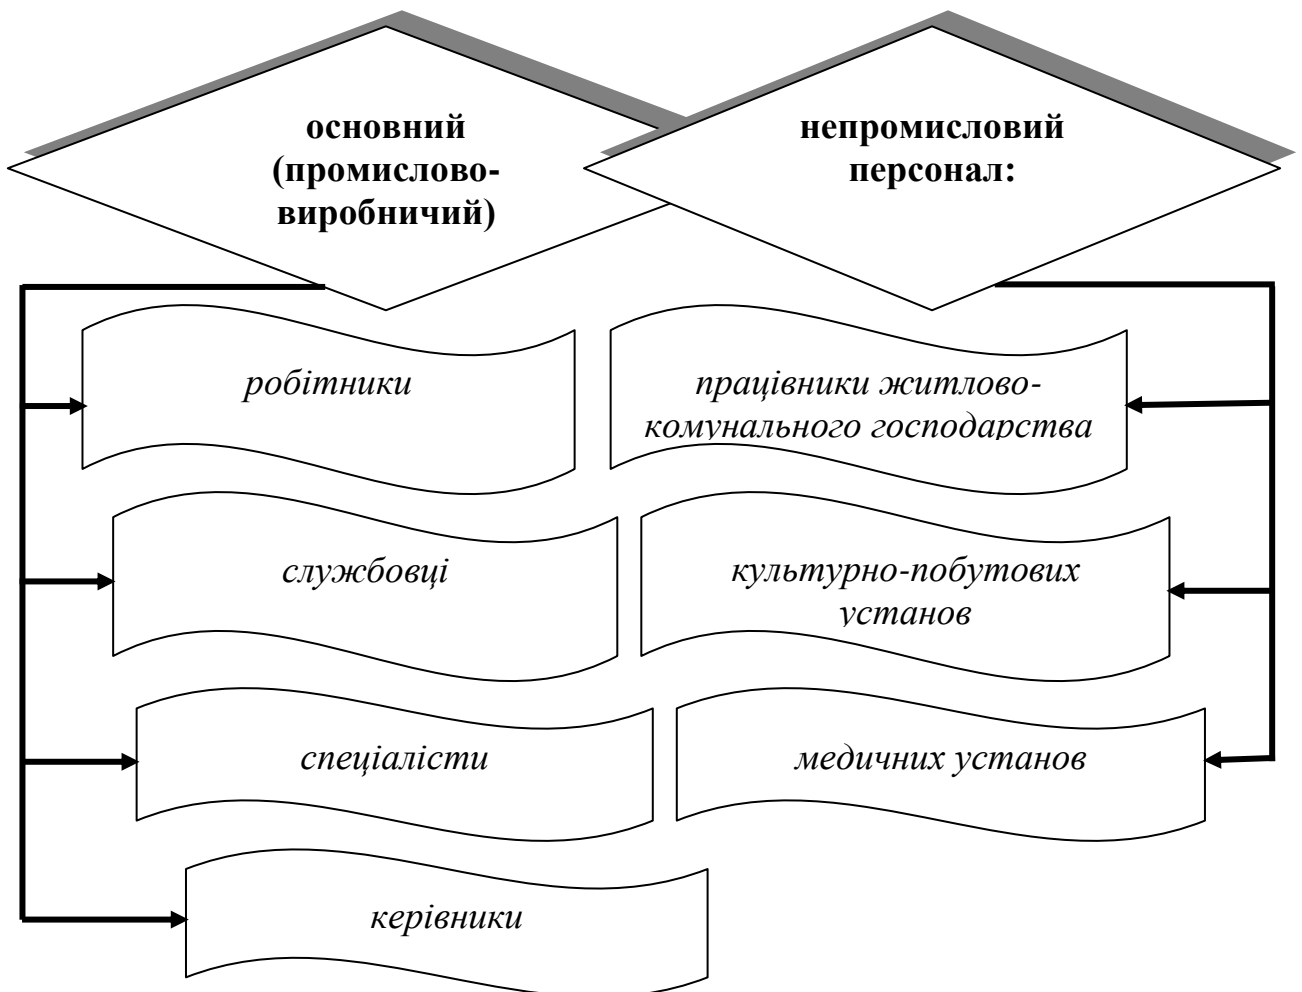 основний
(промислово-
виробничий)
непромисловий
персонал:
робітники
працівники житлово-
комунального господарства
службовці
культурно-побутових
установ
спеціалісти
медичних установ
керівники